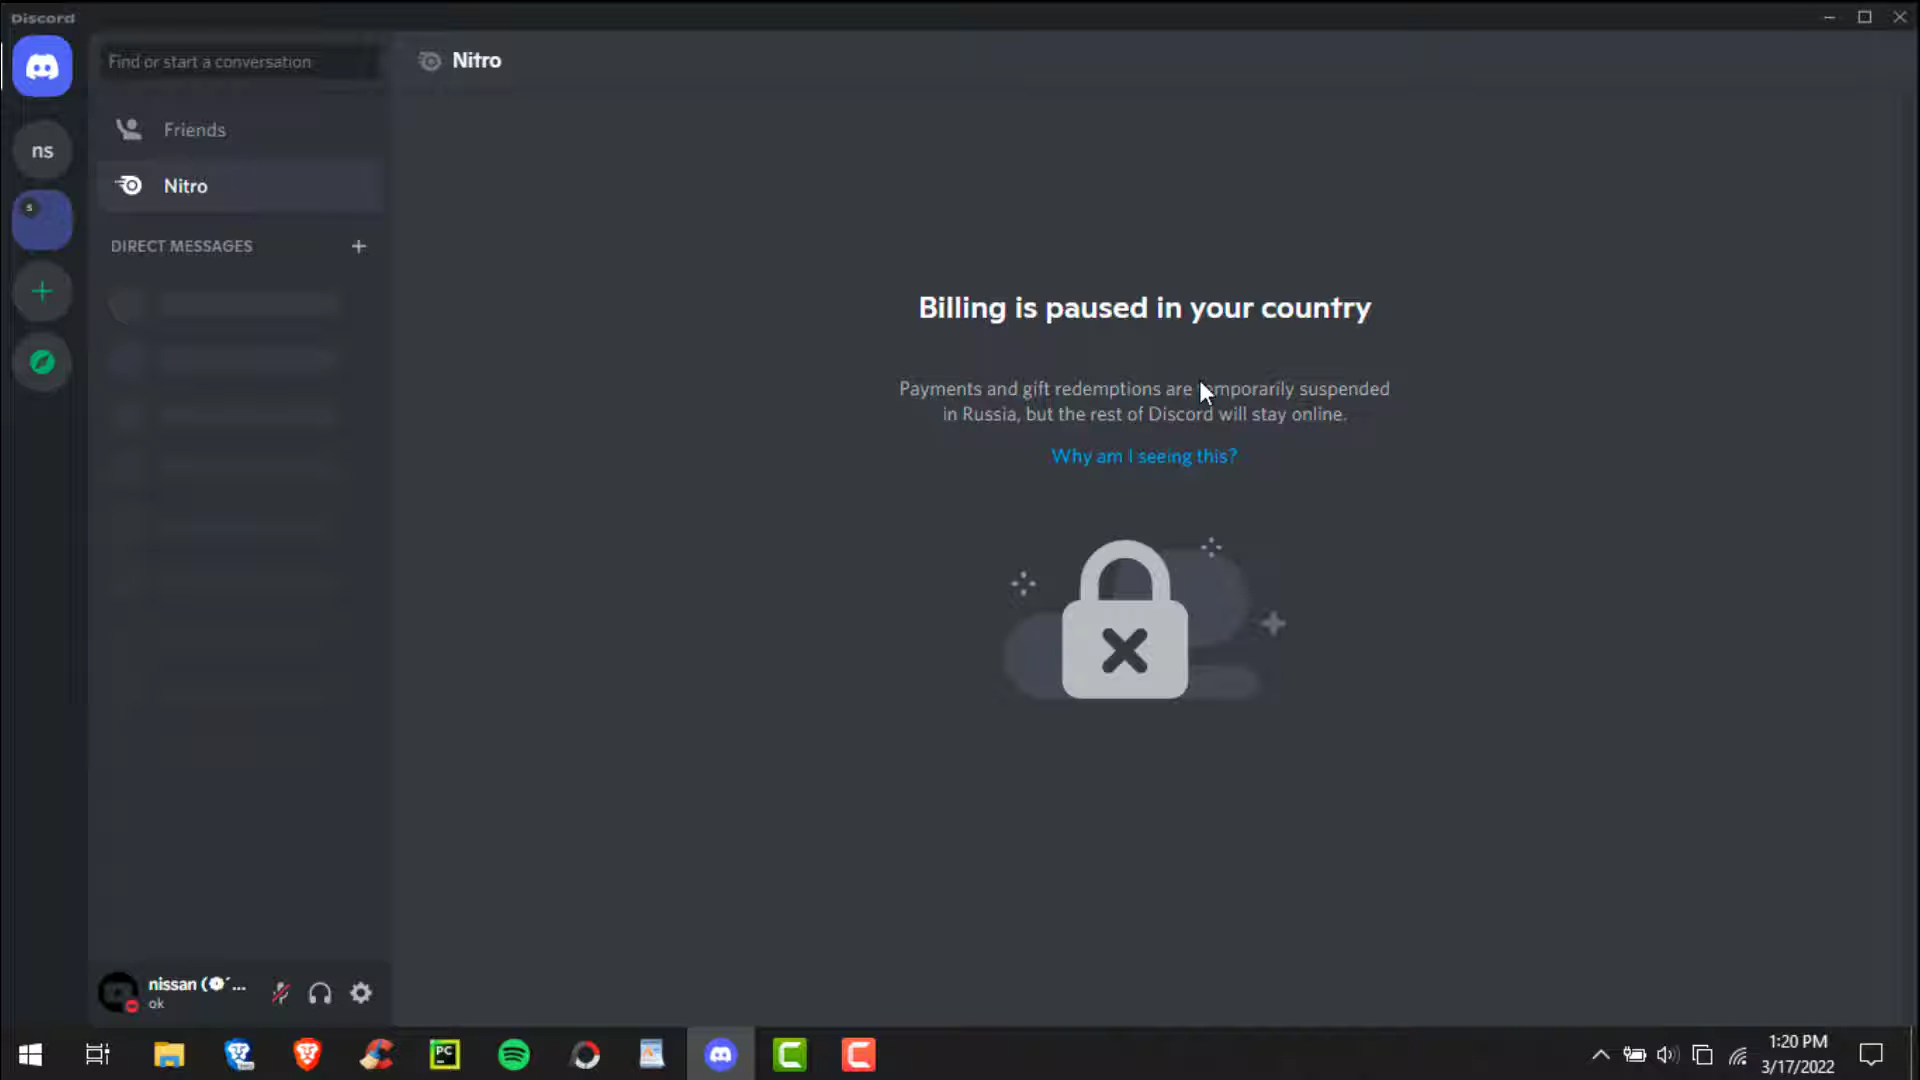 Discord
Find or start a conversation
Nitro
ns
Friends
Nitro
s
DIRECT MESSAGES
Billing is paused in your country
Payments and gift redemptions are temporarily suspended
in Russia, but the rest of Discord will stay online.
Why am I seeing this?
nissan (❁´...
ok
PC
1:20 PM
3/17/2022